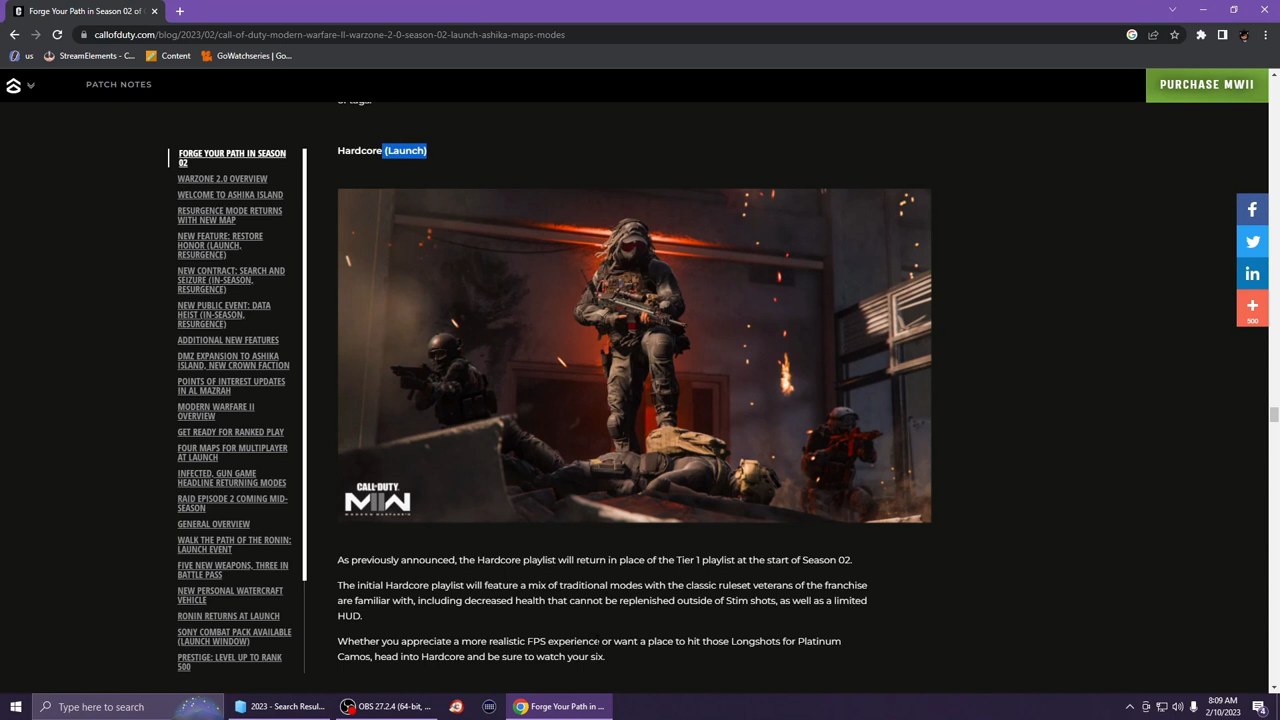 Forge Your Path in Season 02: C
callofduty.com/blog/2023/02/call-of-duty-modern-warfare-II-warzone-2-0-season-02-launch-ashika-maps-modes
us
StreamElements - C...
Content
GoWatchseries | Go...
PATCH NOTES
PURCHASE MWII
or tags.
FORGE YOUR PATH IN SEASON
02
WARZONE 2.0 OVERVIEW
WELCOME TO ASHIKA ISLAND
RESURGENCE MODE RETURNS
WITH NEW MAP
NEW FEATURE: RESTORE
HONOR (LAUNCH,
RESURGENCE)
NEW CONTRACT: SEARCH AND
SEIZURE (IN-SEASON,
RESURGENCE)
NEW PUBLIC EVENT: DATA
HEIST (IN-SEASON,
RESURGENCE)
ADDITIONAL NEW FEATURES
DMZ EXPANSION TO ASHIKA
ISLAND, NEW CROWN FACTION
POINTS OF INTEREST UPDATES
IN AL MAZRAH
MODERN WARFARE II
OVERVIEW
GET READY FOR RANKED PLAY
FOUR MAPS FOR MULTIPLAYER
AT LAUNCH
INFECTED, GUN GAME
HEADLINE RETURNING MODES
RAID EPISODE 2 COMING MID-
SEASON
GENERAL OVERVIEW
WALK THE PATH OF THE RONIN:
LAUNCH EVENT
FIVE NEW WEAPONS, THREE IN
BATTLE PASS
NEW PERSONAL WATERCRAFT
VEHICLE
RONIN RETURNS AT LAUNCH
SONY COMBAT PACK AVAILABLE
(LAUNCH WINDOW)
PRESTIGE: LEVEL UP TO RANK
500
Hardcore (Launch)
CALL OF DUTY
MWII
MODERN WARFARE II
As previously announced, the Hardcore playlist will return in place of the Tier 1 playlist at the start of Season 02.
The initial Hardcore playlist will feature a mix of traditional modes with the classic ruleset veterans of the franchise
are familiar with, including decreased health that cannot be replenished outside of Stim shots, as well as a limited
HUD.
Whether you appreciate a more realistic FPS experience or want a place to hit those Longshots for Platinum
Camos, head into Hardcore and be sure to watch your six.
500
Type here to search
2023 - Search Resul...
OBS 27.2.4 (64-bit, ...
Forge Your Path in ...
8:09 AM
2/10/2023